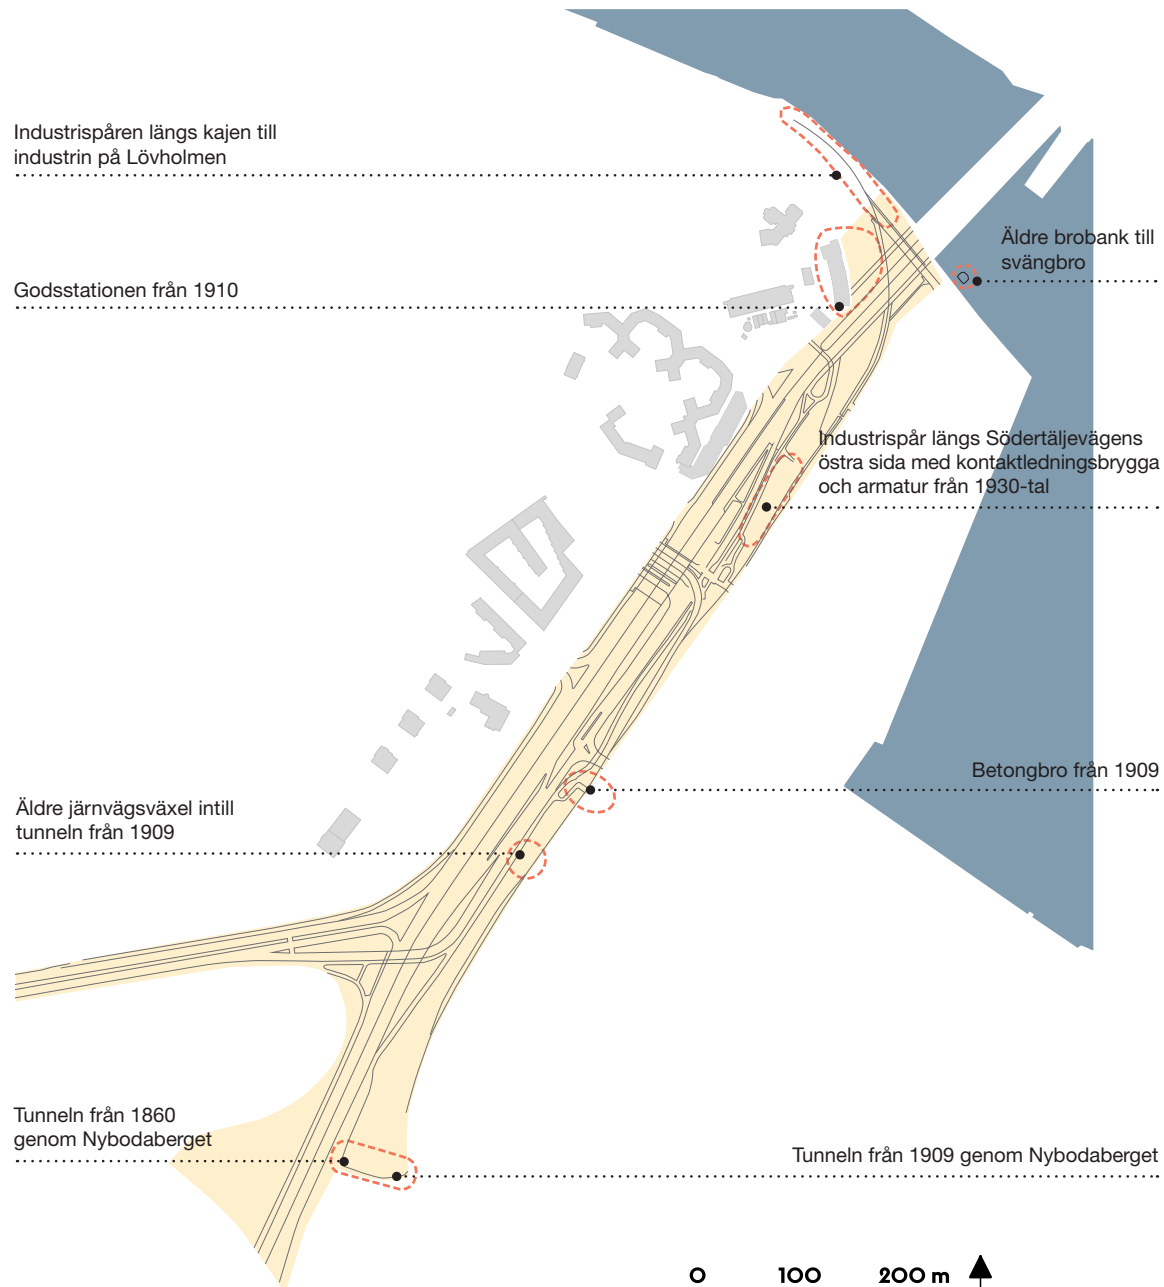 Industrispåren längs kajen till
industrin på Lövholmen
Äldre brobank till
svängbro
Godsstationen från 1910
Industrispår längs Södertäljevägens
östra sida med kontaktledningsbrygga
och armatur från 1930-tal
Betongbro från 1909
Äldre järnvägsväxel intill
tunneln från 1909
Tunneln från 1860
genom Nybodaberget
Tunneln från 1909 genom Nybodaberget
0 100 200 m